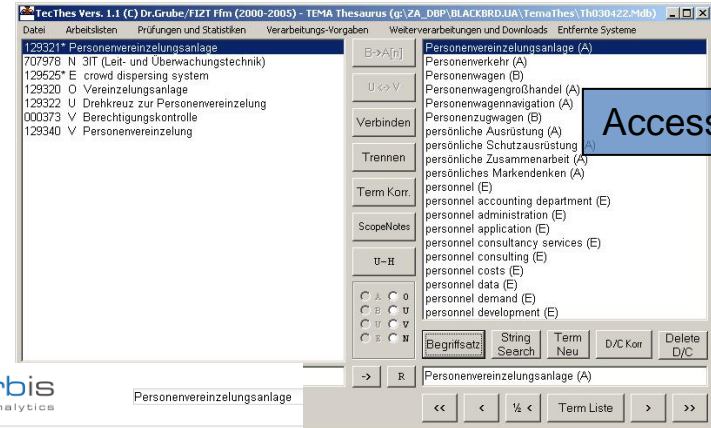 TecThes Vers. 1.1 (C) Dr.Grube/FIZT Ffm (2000-2005) - TEMA Thesaurus (g:\ZA_DBP\BLACKBRD.UA\TemaThes\Th030422.Mdb)
Datei Arbeitslisten Prüfungen und Statistiken Verarbeitungs-Vorgaben Weiterverarbeitungen und Downloads Entfernte Systeme
129321* Personenvereinzelungsanlage
707978 N 3IT (Leit- und Überwachungstechnik)
129525* E crowd dispersing system
129320 O Vereinzelungsanlage
129322 U Drehkreuz zur Personenvereinzelung
000373 V Berechtigungskontrolle
129340 V Personenvereinzelung
B->A[n]
U <-> V
Verbinden
Trennen
Term Korr.
ScopeNotes
U-H
A O
B U
U V
E N
-> R
Personenvereinzelungsanlage (A)
Personenverkehr (A)
Personenwagen (B)
Personenwagengroßhandel (A)
Personenwagennavigation (A)
Personenzugwagen (B)
persönliche Ausrüstung (A)
persönliche Schutzausrüstung A)
persönliche Zusammenarbeit (A)
persönliches Markendenken (A)
personnel (E)
personnel accounting department (E)
personnel administration (E)
personnel application (E)
personnel consultancy services (E)
personnel consulting (E)
personnel costs (E)
personnel data (E)
personnel demand (E)
personnel development (E)
Access
Begriffsatz String Search Term Neu D/C Korr Delete D/C
Personenvereinzelungsanlage (A)
<< < ½ < Term Liste > >>
rbis
nalytics
Personenvereinzelungsanlage